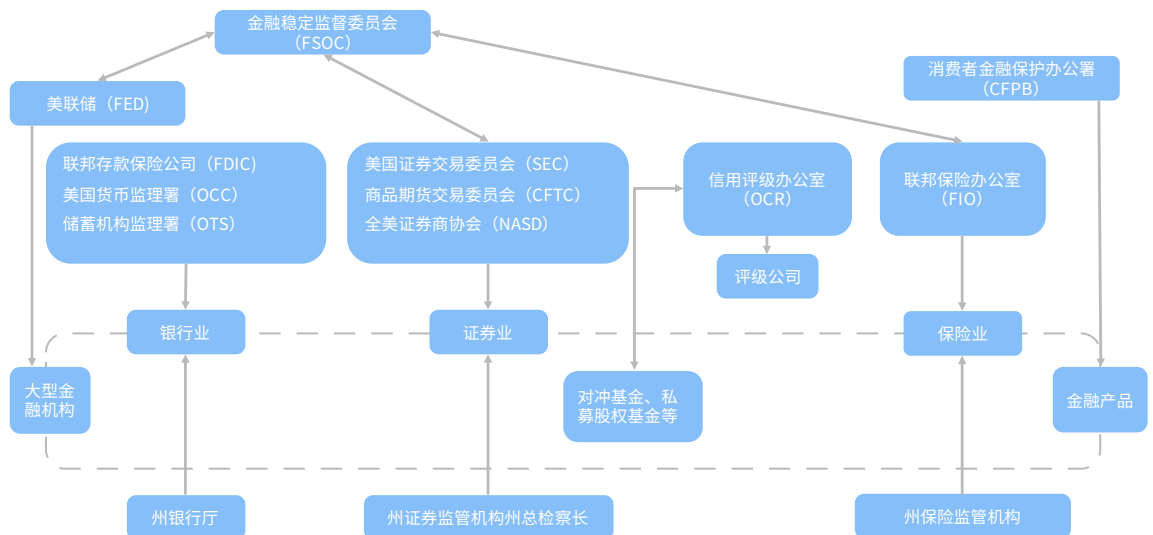 金融稳定监督委员会
（FSOC）
消费者金融保护办公署
（CFPB）
美联储（FED）
联邦存款保险公司（FDIC）
美国货币监理署（OCC）
储蓄机构监理署（OTS）
美国证券交易委员会（SEC）
商品期货交易委员会（CFTC）
全美证券商协会（NASD）
信用评级办公室
（OCR）
联邦保险办公室
（FIO）
评级公司
银行业
证券业
保险业
大型金
融机构
对冲基金、私
募股权基金等
金融产品
州银行厅
州证券监管机构州总检察长
州保险监管机构